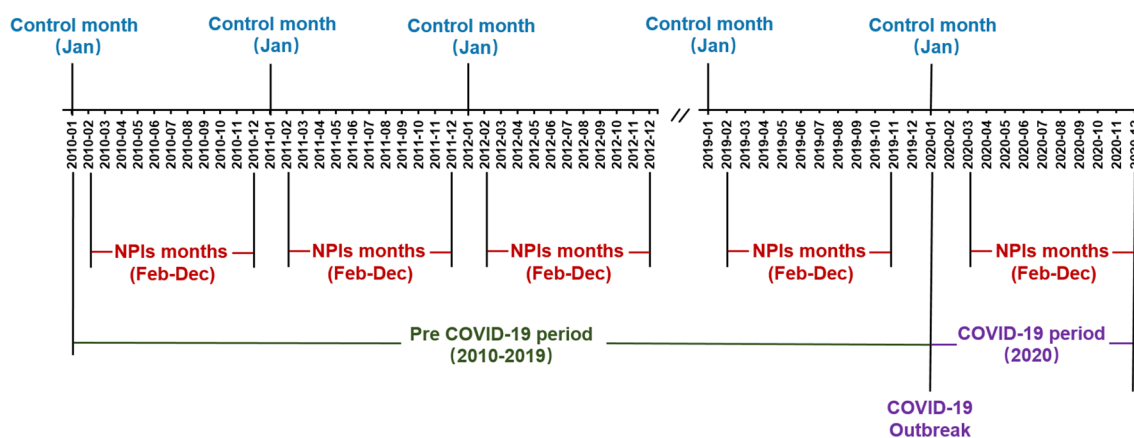 Control month
(Jan)
Control month
(Jan)
Control month
(Jan)
Control month
(Jan)
Control month
(Jan)
//
2010-01
2010-02
2010-03
2010-04
2010-05
2010-06
2010-07
2010-08
2010-09
2010-10
2010-11
2010-12
2011-01
2011-02
2011-03
2011-04
2011-05
2011-06
2011-07
2011-08
2011-09
2011-10
2011-11
2011-12
2012-01
2012-02
2012-03
2012-04
2012-05
2012-06
2012-07
2012-08
2012-09
2012-10
2012-11
2012-12
2019-01
2019-02
2019-03
2019-04
2019-05
2019-06
2019-07
2019-08
2019-09
2019-10
2019-11
2019-12
2020-01
2020-02
2020-03
2020-04
2020-05
2020-06
2020-07
2020-08
2020-09
2020-10
2020-11
2020-12
NPIs months
(Feb-Dec)
NPIs months
(Feb-Dec)
NPIs months
(Feb-Dec)
NPIs months
(Feb-Dec)
NPIs months
(Feb-Dec)
Pre COVID-19 period
(2010-2019)
COVID-19 period
(2020)
COVID-19
Outbreak